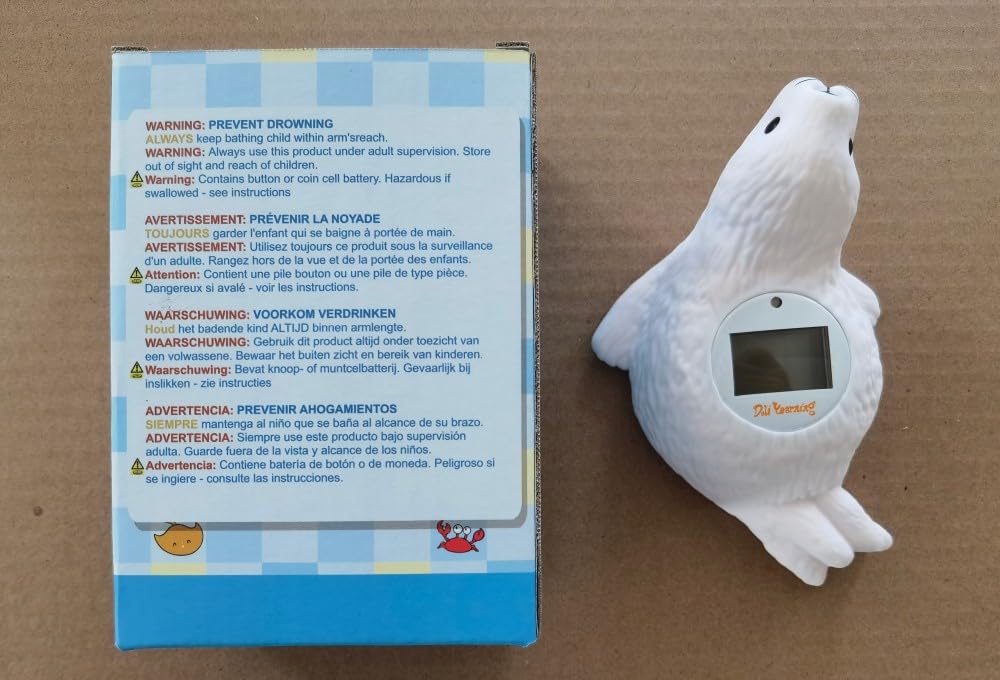 WARNING: PREVENT DROWNING
ALWAYS keep bathing child within arm'sreach.
WARNING: Always use this product under adult supervision. Store
out of sight and reach of children.
Warning: Contains button or coin cell battery. Hazardous if
swallowed - see instructions
AVERTISSEMENT: PRÉVENIR LA NOYADE
TOUJOURS garder l'enfant qui se baigne à portée de main.
AVERTISSEMENT: Utilisez toujours ce produit sous la surveillance
d'un adulte. Rangez hors de la vue et de la portée des enfants.
Attention: Contient une pile bouton ou une pile de type pièce.
Dangereux si avalé - voir les instructions.
WAARSCHUWING: VOORKOM VERDRINKEN
Houd het badende kind ALTIJD binnen armlengte.
WAARSCHUWING: Gebruik dit product altijd onder toezicht van
een volwassene. Bewaar het buiten zicht en bereik van kinderen.
Waarschuwing: Bevat knoop- of muntcelbatterij. Gevaarlijk bij
inslikken - zie instructies
ADVERTENCIA: PREVENIR AHOGAMIENTOS
SIEMPRE mantenga al niño que se baña al alcance de su brazo.
ADVERTENCIA: Siempre use este producto bajo supervisión
adulta. Guarde fuera de la vista y alcance de los niños.
Advertencia: Contiene batería de botón o de moneda. Peligroso si
se ingiere - consulte las instrucciones.
Doli Yearning